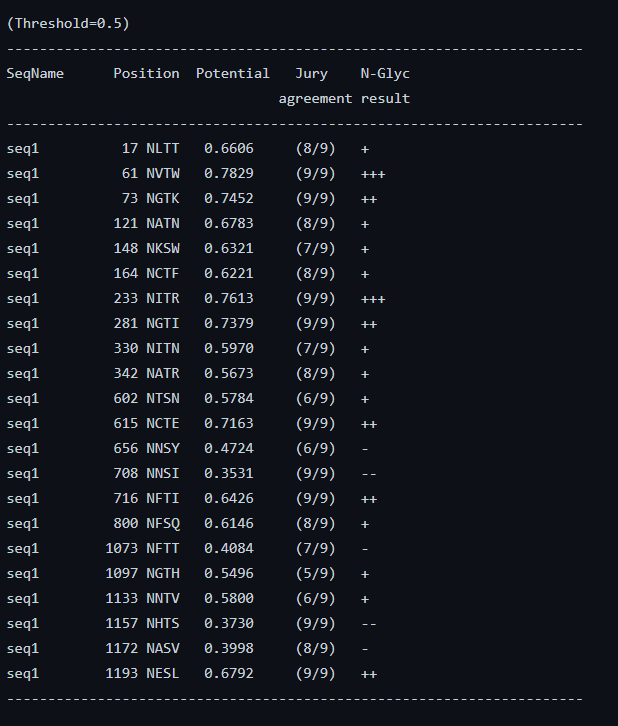 (Threshold=0.5)
----------------------------------------------------------------------
SeqName      Position  Potential   Jury    N-Glyc
                                 agreement result
----------------------------------------------------------------------
seq1          17 NLTT   0.6606     (8/9)   +
seq1          61 NVTW   0.7829     (9/9)   +++
seq1          73 NGTK   0.7452     (9/9)   ++
seq1         121 NATN   0.6783     (8/9)   +
seq1         148 NKSW   0.6321     (7/9)   +
seq1         164 NCTF   0.6221     (8/9)   +
seq1         233 NITR   0.7613     (9/9)   +++
seq1         281 NGTI   0.7379     (9/9)   ++
seq1         330 NITN   0.5970     (7/9)   +
seq1         342 NATR   0.5673     (8/9)   +
seq1         602 NTSN   0.5784     (6/9)   +
seq1         615 NCTE   0.7163     (9/9)   ++
seq1         656 NNSY   0.4724     (6/9)   -
seq1         708 NNSI   0.3531     (9/9)   --
seq1         716 NFTI   0.6426     (9/9)   ++
seq1         800 NFSQ   0.6146     (8/9)   +
seq1        1073 NFTT   0.4084     (7/9)   -
seq1        1097 NGTH   0.5496     (5/9)   +
seq1        1133 NNTV   0.5800     (6/9)   +
seq1        1157 NHTS   0.3730     (9/9)   --
seq1        1172 NASV   0.3998     (8/9)   -
seq1        1193 NESL   0.6792     (9/9)   ++
----------------------------------------------------------------------